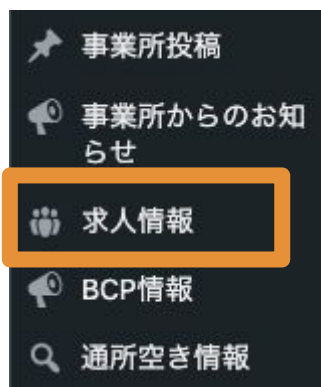 事業所投稿
事業所からのお知
らせ
求人情報
BCP情報
通所空き情報